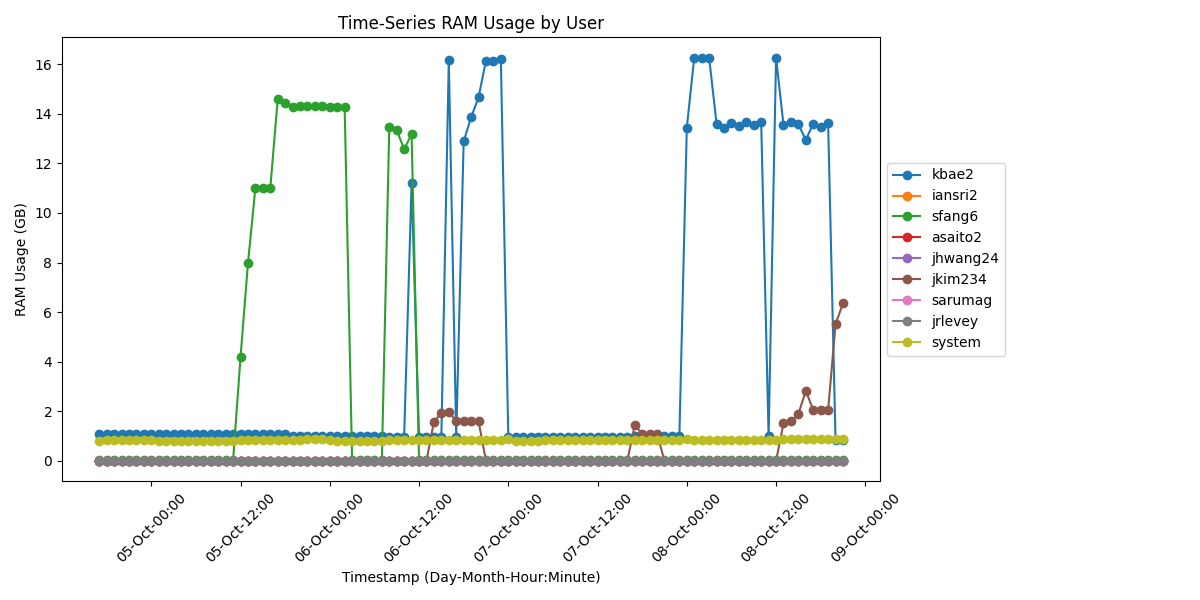 Time-Series RAM Usage by User
RAM Usage (GB)
16
14
12
10
8
6
4
2
0
05-Oct-00:00
05-Oct-12:00
06-Oct-00:00
06-Oct-12:00
07-Oct-00:00
07-Oct-12:00
08-Oct-00:00
08-Oct-12:00
09-Oct-00:00
Timestamp (Day-Month-Hour:Minute)
kbae2
iansri2
sfang6
asaito2
jhwang24
jkim234
sarumag
jrlevey
system